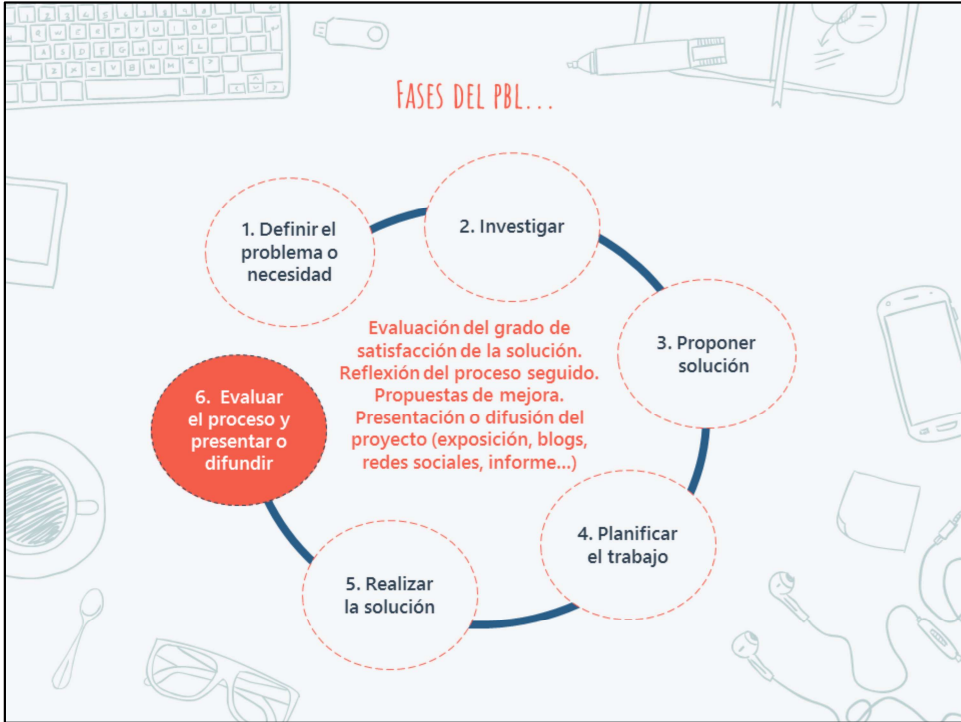 FASES DEL PBL...
1. Definir el
problema o
necesidad
2. Investigar
3. Proponer
solución
4. Planificar
el trabajo
5. Realizar
la solución
6. Evaluar
el proceso y
presentar o
difundir
Evaluación del grado de
satisfacción de la solución.
Reflexión del proceso seguido.
Propuestas de mejora.
Presentación o difusión del
proyecto (exposición, blogs,
redes sociales, informe...)